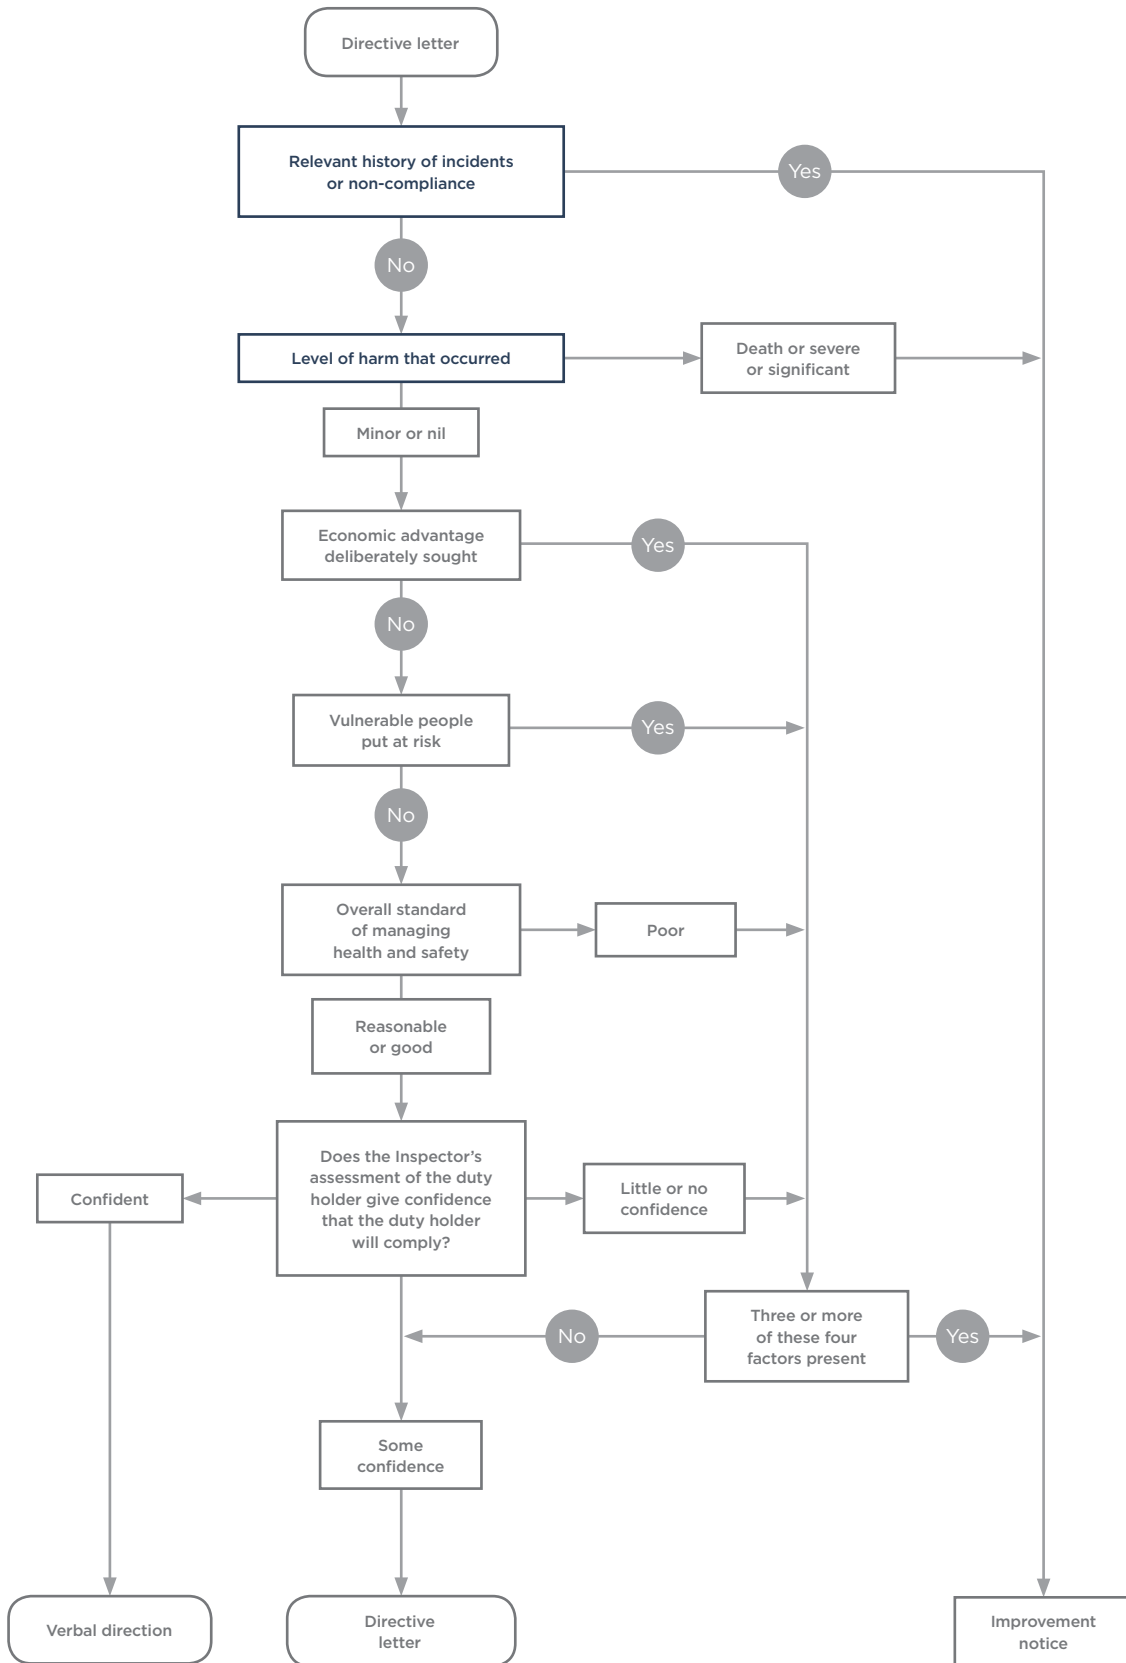 Directive letter
Relevant history of incidents
or non-compliance
Yes
No
Level of harm that occurred
Death or severe
or significant
Minor or nil
Economic advantage
deliberately sought
Yes
No
Vulnerable people
put at risk
Yes
No
Overall standard
of managing
health and safety
Poor
Reasonable
or good
Does the Inspector’s
assessment of the duty
holder give confidence
that the duty holder
will comply?
Confident
Little or no
confidence
Three or more
of these four
factors present
No
Yes
Some
confidence
Verbal direction
Directive
letter
Improvement
notice